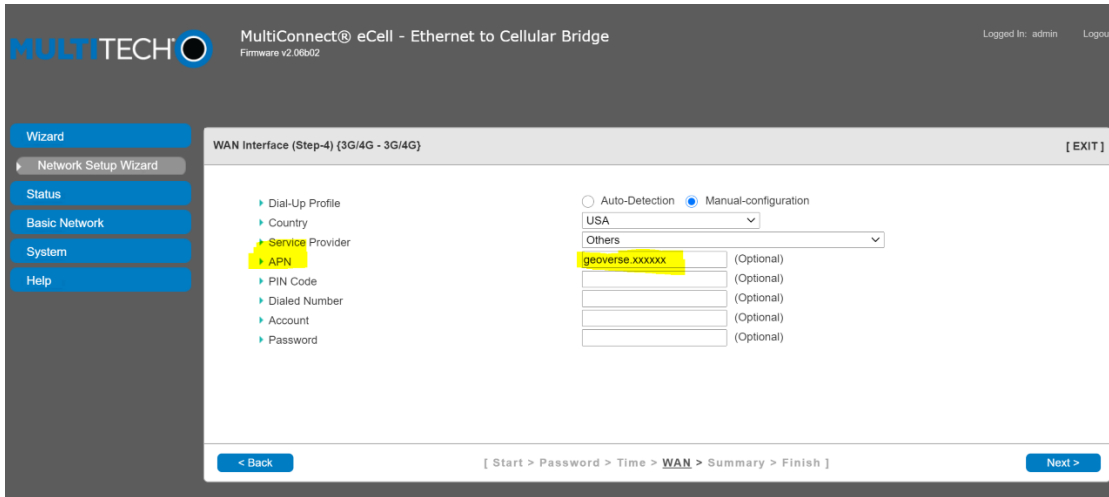 MULTITECH
MultiConnect® eCell - Ethernet to Cellular Bridge
Firmware v2.06b02
Logged In: admin Logou
Wizard
Network Setup Wizard
Status
Basic Network
System
Help
WAN Interface (Step-4) {3G/4G - 3G/4G}
[ EXIT ]
Dial-Up Profile
Auto-Detection Manual-configuration
Country
USA
Service Provider
Others
APN
geoverse.xxxxxx (Optional)
PIN Code
(Optional)
Dialed Number
(Optional)
Account
(Optional)
Password
(Optional)
< Back
[ Start > Password > Time > WAN > Summary > Finish ]
Next >